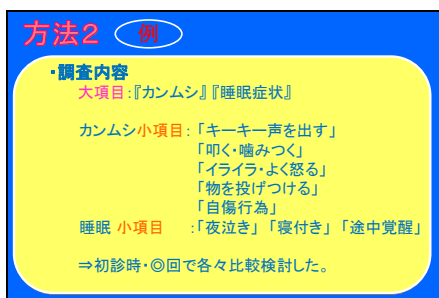 方法2 例
・調査内容
大項目:『カンムシ』『睡眠症状』
カンムシ小項目:「キーキー声を出す」
「叩く・噛みつく」
「イライラ・よく怒る」
「物を投げつける」
「自傷行為」
睡眠 小項目 :「夜泣き」「寝付き」「途中覚醒」
⇒初診時・◎回で各々比較検討した。